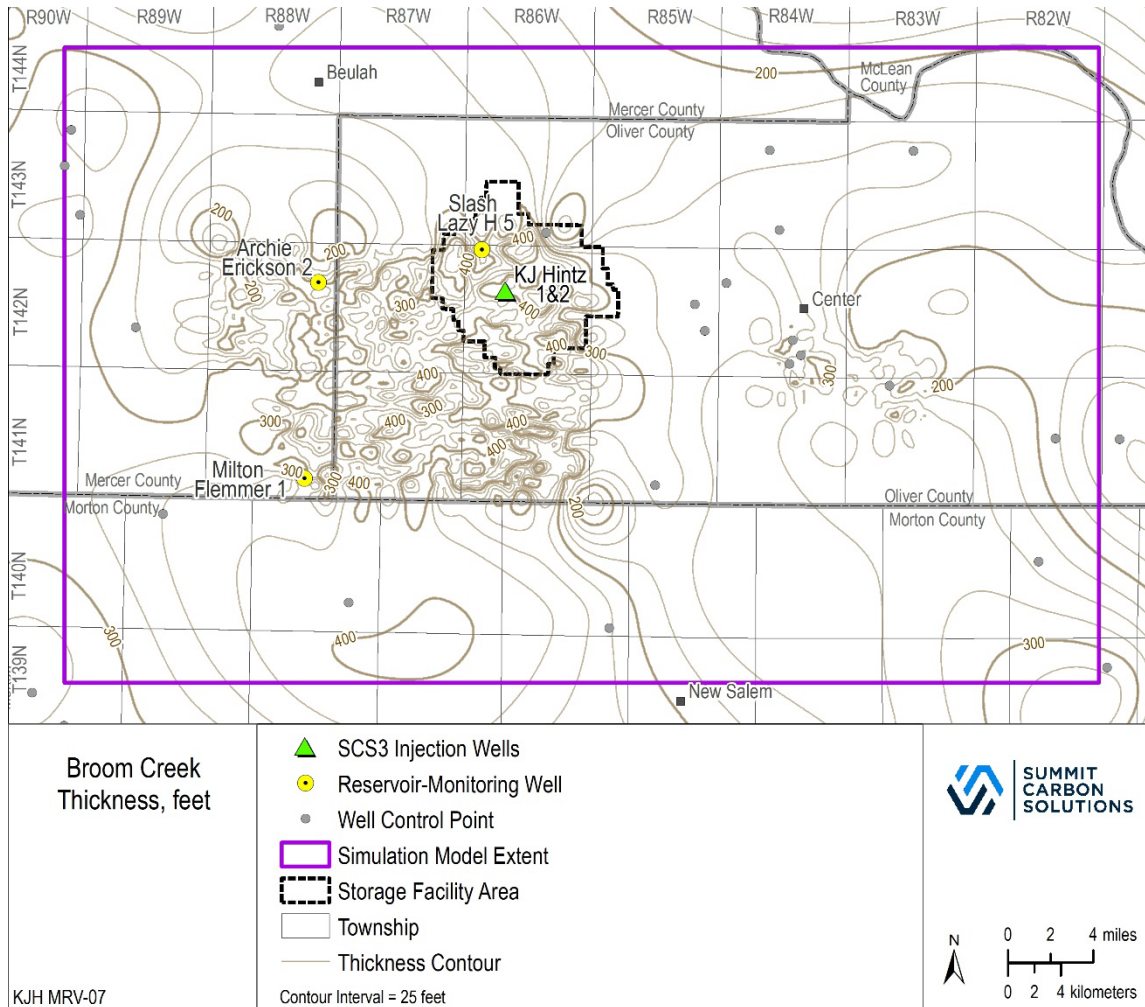 R90W R89W R88W R87W R86W R85W R84W R83W R82W
T144N
Beulah
200
McLean
County
Mercer County
Oliver County
T143N
Slash
Lazy H 5
200
400
Archie
Erickson 2
200
400
KJ Hintz
1&2
T142N
200
300
400
Center
400
300
400
300
200
T141N
300
400
300
400
400
Milton
Flemmer 1
300
300
400
Mercer County
Morton County
200
Oliver County
Morton County
T140N
300
400
300
T139N
New Salem
Broom Creek
Thickness, feet
KJH MRV-07
SCS3 Injection Wells
Reservoir-Monitoring Well
Well Control Point
Simulation Model Extent
Storage Facility Area
Township
Thickness Contour
Contour Interval = 25 feet
SUMMIT
CARBON
SOLUTIONS
N
0 2 4 miles
0 2 4 kilometers